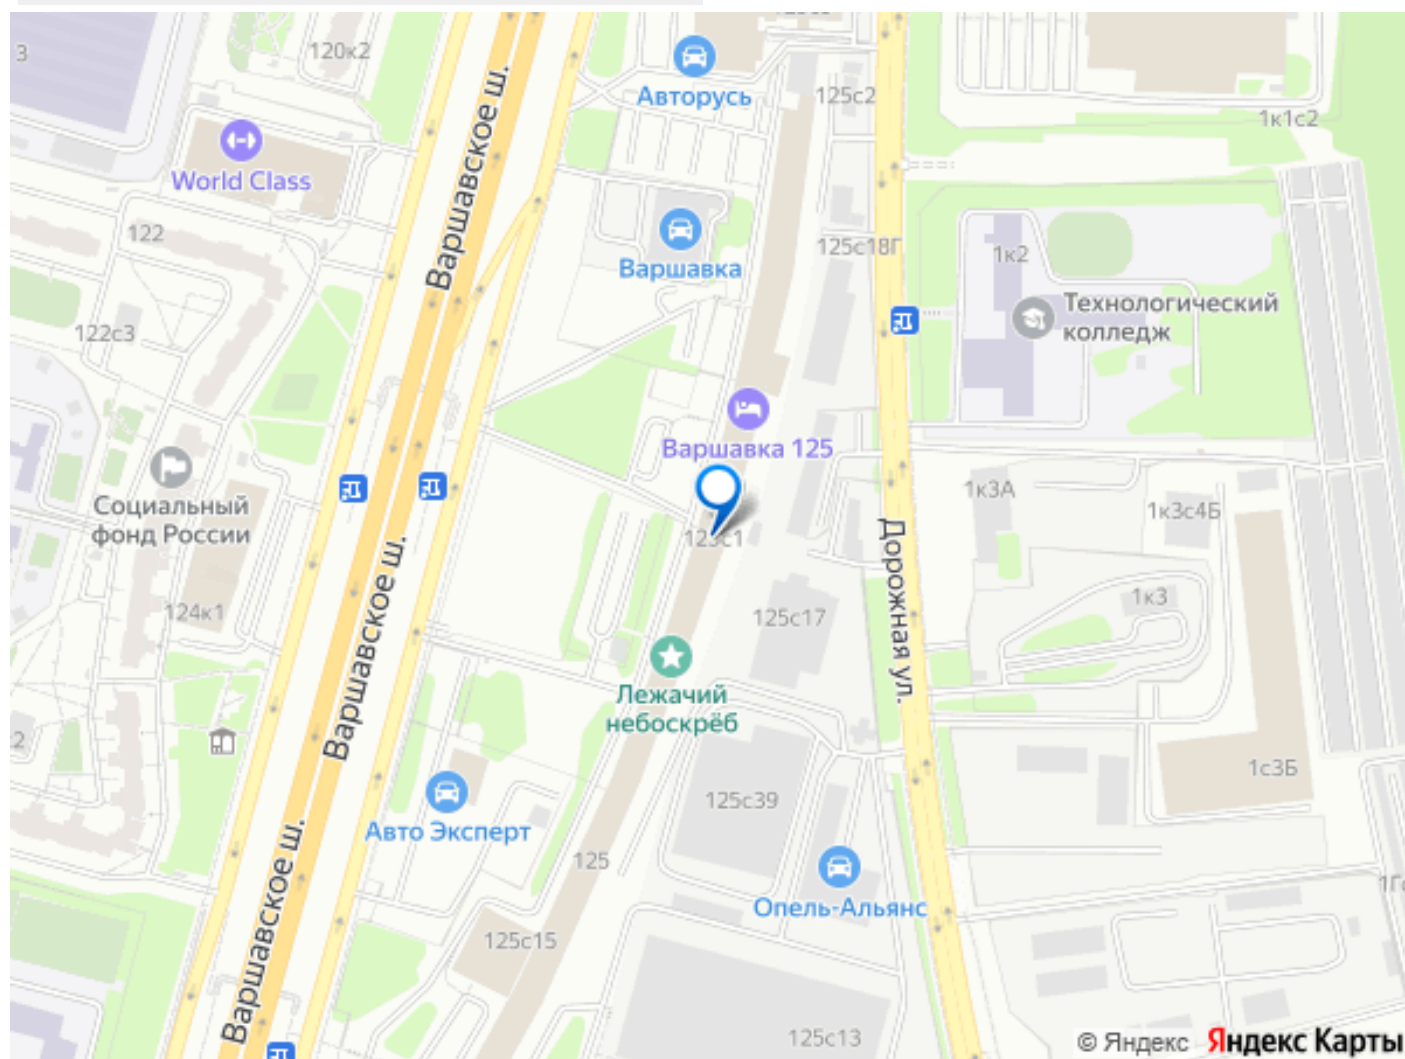 3
120к2
Авторусь
125с2
1к1с2
World Class
Варшавское ш.
122
Варшавка
125с18Г
1к2
Технологический
колледж
122с3
Варшавка 125
Социальный
фонд России
1к3А
1к3с4Б
Дорожная ул.
125с17
1к3
124к1
Варшавское ш.
Лежачий
небоскрёб
2
1с3Б
125с39
Авто Эксперт
125
Опель-Альянс
Варшавское ш.
125с15
125с13
© Яндекс Яндекс Карты